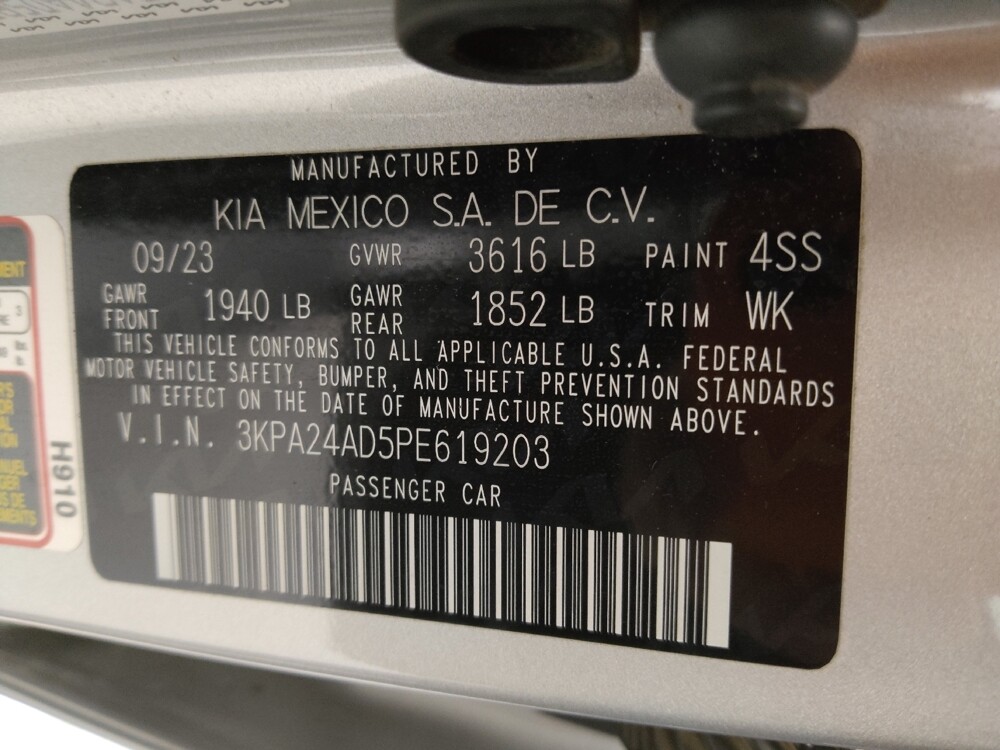 MANUFACTURED BY
KIA MEXICO S.A. DE C.V.
09/23 GVWR 3616 LB PAINT 4SS
GAWR FRONT 1940 LB GAWR REAR 1852 LB TRIM WK
THIS VEHICLE CONFORMS TO ALL APPLICABLE U.S.A. FEDERAL
MOTOR VEHICLE SAFETY, BUMPER, AND THEFT PREVENTION STANDARDS
IN EFFECT ON THE DATE OF MANUFACTURE SHOWN ABOVE.
V.I.N. 3KPA24AD5PE619203
PASSENGER CAR
H910